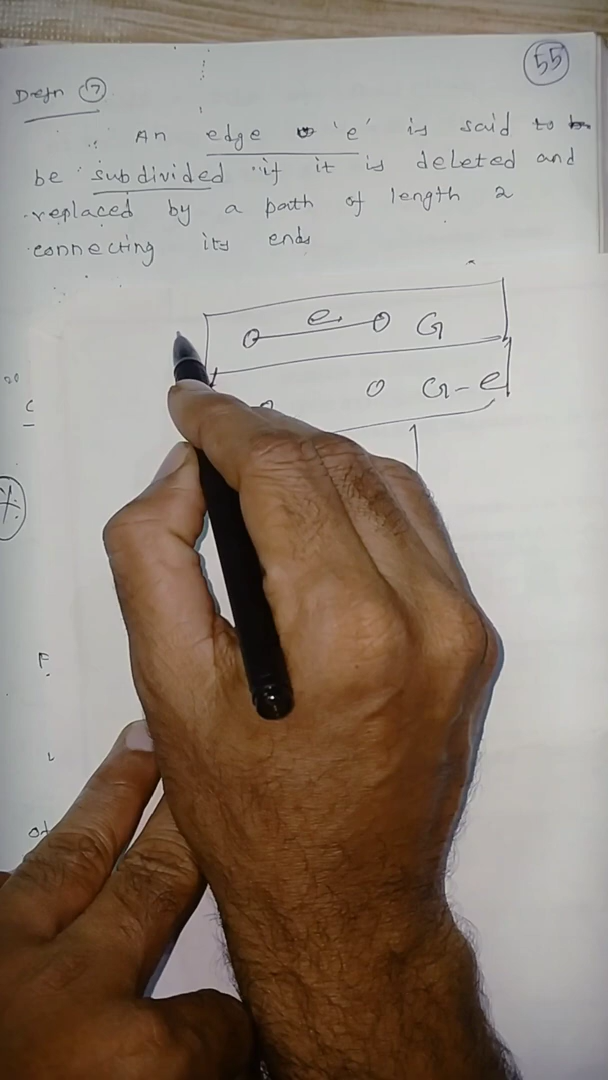 55
Defn 17
An edge 'e' is said to
be subdivided if it is deleted and
replaced by a path of length 2
connecting its ends
e G
G-e